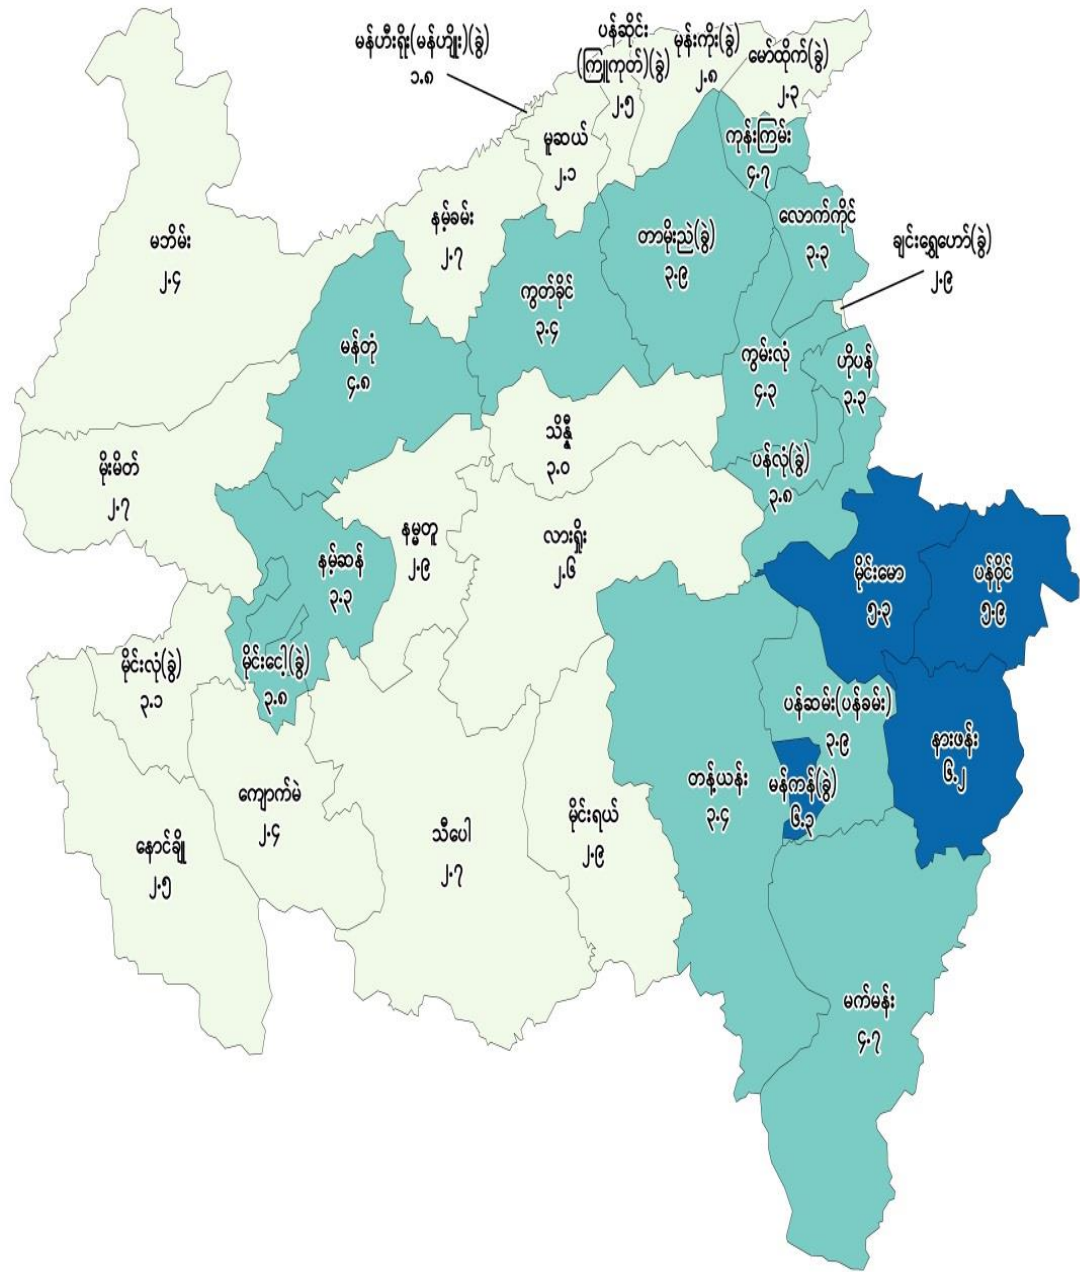 မန်ဟီးရိုး(မန်ဟျိုး)(ခွဲ)
၁.၈
ပန်ဆိုင်း
(ကြူကုတ်)(ခွဲ)
၂.၅
မုန်းကိုး(ခွဲ)
၂.၈
မော်ထိုက်(ခွဲ)
၂.၃
မူဆယ်
၂.၁
ကုန်းကြမ်း
၄.၇
မဘိမ်း
၂.၄
နမ့်ခမ်း
၂.၇
တာမိုးညဲ(ခွဲ)
၃.၉
လောက်ကိုင်
၃.၃
ချင်းရွှေဟော်(ခွဲ)
၂.၉
ကွတ်ခိုင်
၃.၄
မန်တုံ
၄.၈
ကွမ်းလုံ
၄.၃
ဟိုပန်
၃.၃
သိန္နီ
၃.၀
မိုးမိတ်
၂.၇
ပန်လုံ(ခွဲ)
၃.၈
နမ္မတူ
၂.၉
လားရှိုး
၂.၆
နမ့်ဆန်
၃.၃
မိုင်းမော
၅.၃
ပန်ဝိုင်
၅.၉
မိုင်းလုံ(ခွဲ)
၃.၁
မိုင်းငေါ့(ခွဲ)
၃.၈
ပန်ဆမ်း(ပန်ခမ်း)
၃.၉
နားဖန်း
၆.၂
တန့်ယန်း
၃.၄
မန်ကန်(ခွဲ)
၆.၃
ကျောက်မဲ
၂.၄
မိုင်းရယ်
၂.၉
သီပေါ
၂.၇
နောင်ချို
၂.၅
မက်မန်း
၄.၇